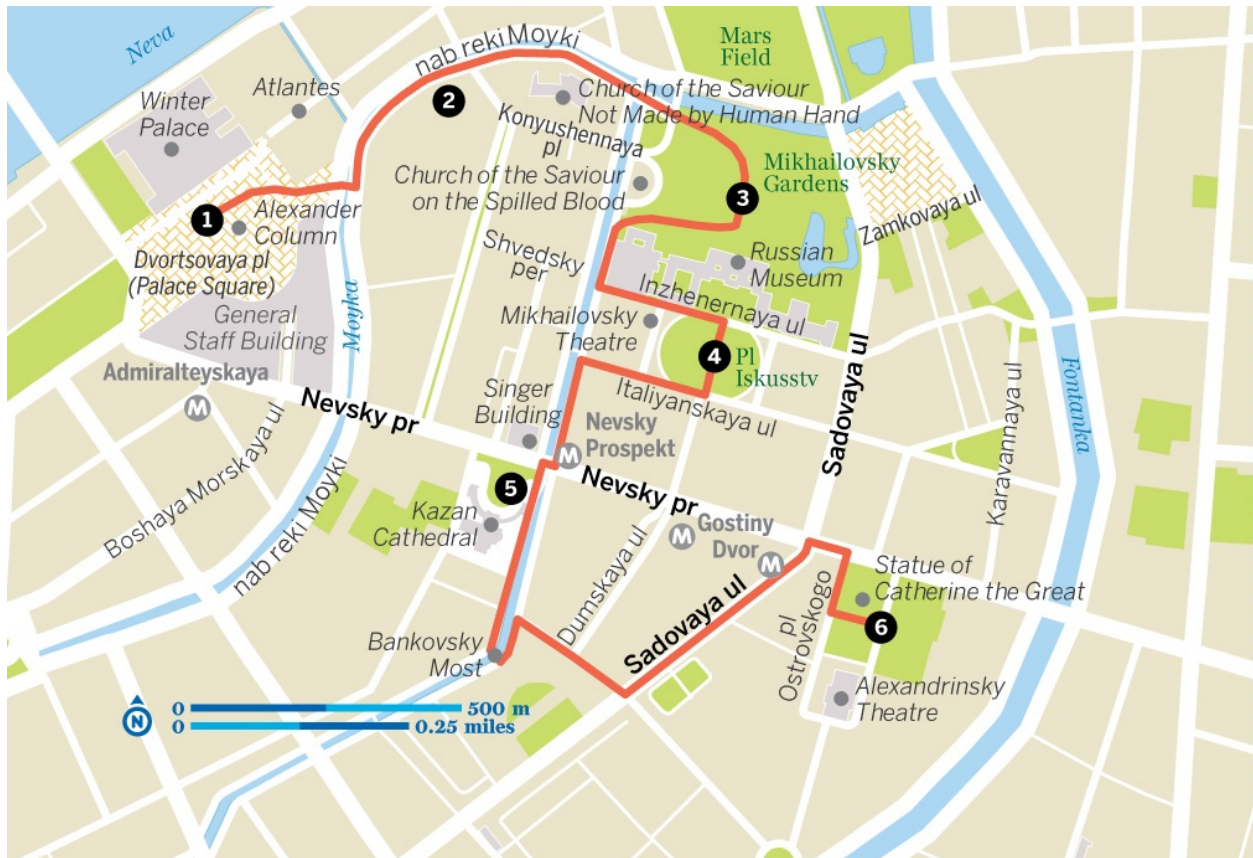 Neva
Mars
Field
nab reki Moyki
Atlantes
Winter
Palace
2
Church of the Saviour
Not Made by Human Hand
Konyushennaya
pl
Mikhailovsky
Gardens
Church of the Saviour
on the Spilled Blood
3
1
Alexander
Column
Zamkovaya ul
Dvortsovaya pl
(Palace Square)
Shvedsky
per
Russian
Museum
General
Staff Building
Moyka
Inzhenernaya ul
Mikhailovsky
Theatre
4
Pl
Iskusstv
Fontanka
Admiralteyskaya
M
Singer
Building
Italiyanskaya ul
Sadovaya ul
Karavannaya ul
Nevsky pr
Nevsky
Prospekt
M
Boshaya Morskaya ul
nab reki Moyki
5
Nevsky pr
Kazan
Cathedral
Gostiny
Dvor
M
M
Dumskaya ul
Statue of
Catherine the Great
Sadovaya ul
pl
Ostrovskogo
6
Bankovsky
Most
Alexandrinsky
Theatre
N
0 500 m
0 0.25 miles